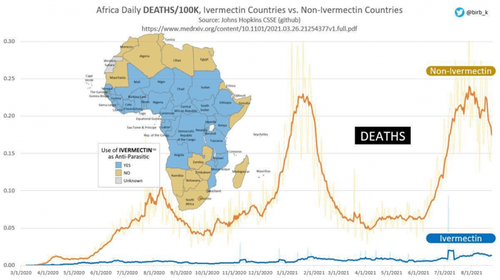 Africa Daily DEATHS/100K, Ivermectin Countries vs. Non-Ivermectin Countries
Source: Johns Hopkins CSSE (github)
https://www.medrxiv.org/content/10.1101/2021.03.26.21254377v1.full.pdf
@birb_k
0.30
0.25
0.20
0.15
0.10
0.05
0.00
Non-Ivermectin
DEATHS
Ivermectin
Use of IVERMECTIN
as Anti-Parasitic
YES
NO
Unknown
3/1/2020
4/1/2020
5/1/2020
6/1/2020
7/1/2020
8/1/2020
9/1/2020
10/1/2020
11/1/2020
12/1/2020
1/1/2021
2/1/2021
3/1/2021
4/1/2021
5/1/2021
6/1/2021
7/1/2021
8/1/2021